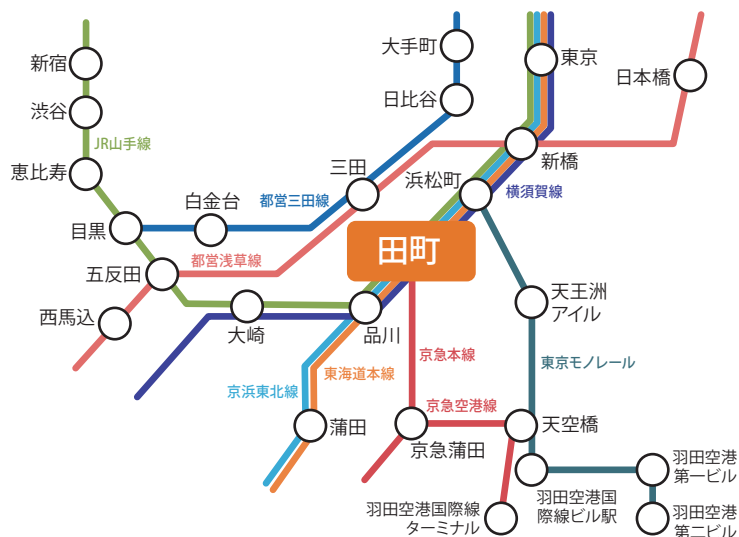 新宿
渋谷
JR山手線
恵比寿
目黒
白金台
都営三田線
三田
大手町
日比谷
東京
日本橋
新橋
浜松町
横須賀線
田町
都営浅草線
五反田
西馬込
大崎
品川
天王洲
アイル
京急本線
東京モノレール
東海道本線
京浜東北線
京急空港線
蒲田
京急蒲田
天空橋
羽田空港国際線
ターミナル
羽田空港国
際線ビル駅
羽田空港
第一ビル
羽田空港
第二ビル